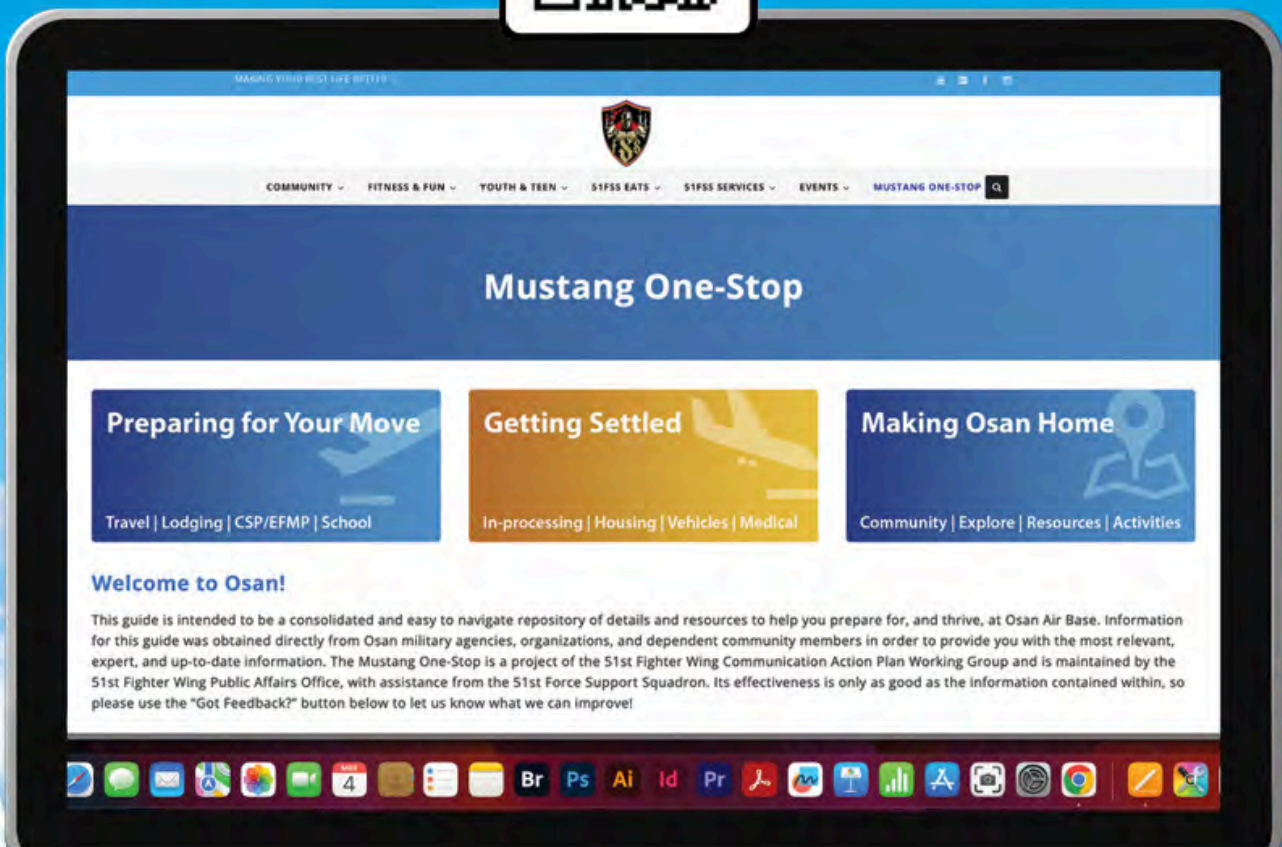 MAKING YOUR BEST LIFE BETTER
COMMUNITY
FITNESS & FUN
YOUTH & TEEN
51FSS EATS
51FSS SERVICES
EVENTS
MUSTANG ONE-STOP
Mustang One-Stop
Preparing for Your Move
Travel | Lodging | CSP/EFMP | School
Getting Settled
In-processing | Housing | Vehicles | Medical
Making Osan Home
Community | Explore | Resources | Activities
Welcome to Osan!
This guide is intended to be a consolidated and easy to navigate repository of details and resources to help you prepare for, and thrive, at Osan Air Base. Information
for this guide was obtained directly from Osan military agencies, organizations, and dependent community members in order to provide you with the most relevant,
expert, and up-to-date information. The Mustang One-Stop is a project of the 51st Fighter Wing Communication Action Plan Working Group and is maintained by the
51st Fighter Wing Public Affairs Office, with assistance from the 51st Force Support Squadron. Its effectiveness is only as good as the information contained within, so
please use the "Got Feedback?" button below to let us know what we can improve!
MAR
4
Br
Ps
Ai
Id
Pr